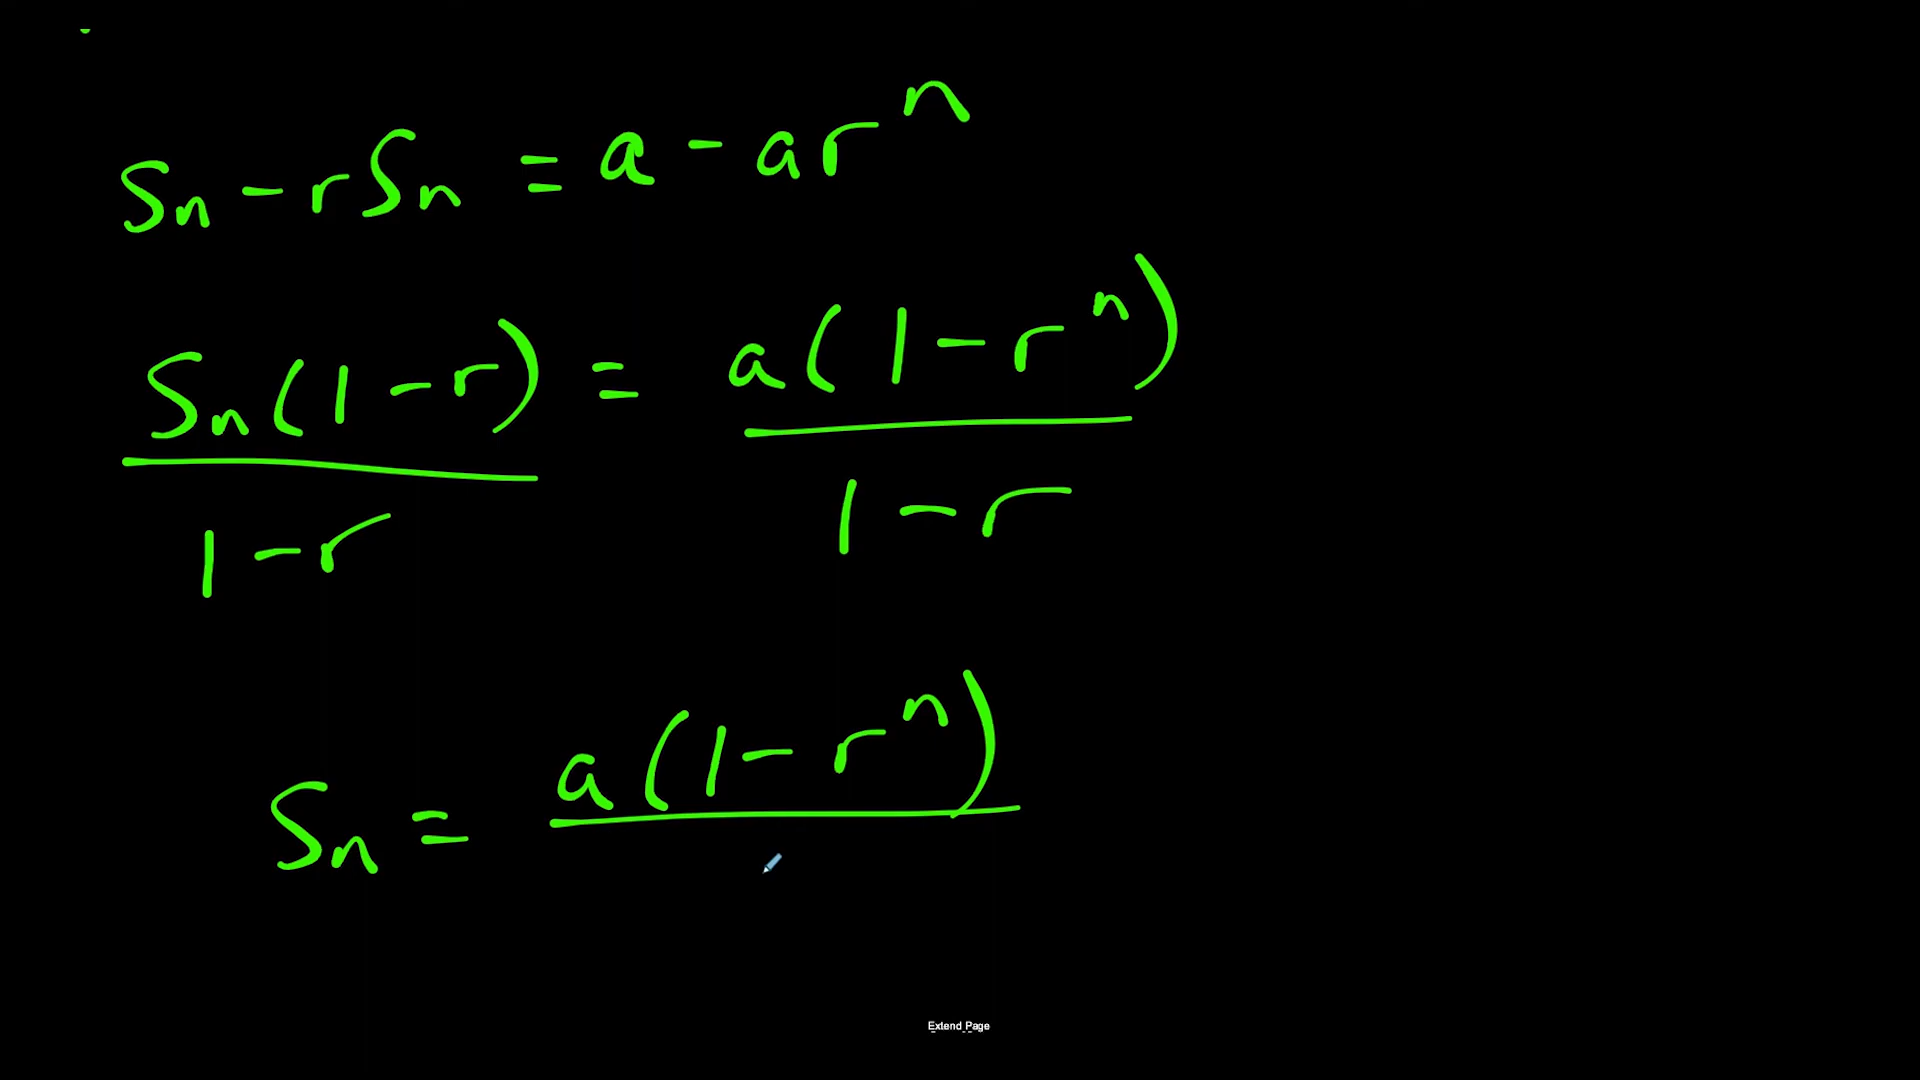 Sn - rSn = a - ar^n
Sn(1 - r) = a(1 - r^n)
1 - r 1 - r
Sn = a(1 - r^n)
Extend Page